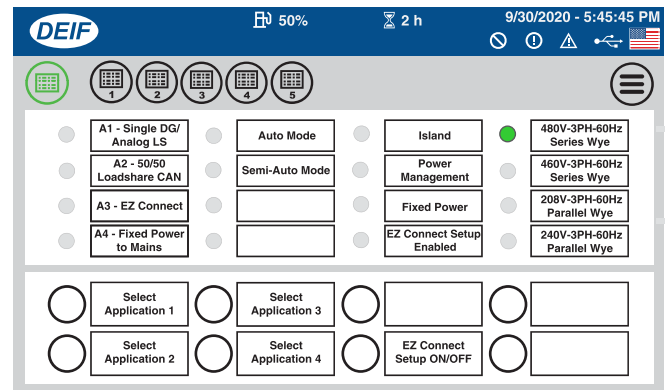 DEIF
50%
2 h
9/30/2020 - 5:45:45 PM
1
2
3
4
5
A1 - Single DG/
Analog LS
Auto Mode
Island
480V-3PH-60Hz
Series Wye
A2 - 50/50
Loadshare CAN
Semi-Auto Mode
Power
Management
460V-3PH-60Hz
Series Wye
A3 - EZ Connect
Fixed Power
208V-3PH-60Hz
Parallel Wye
A4 - Fixed Power
to Mains
EZ Connect Setup
Enabled
240V-3PH-60Hz
Parallel Wye
Select
Application 1
Select
Application 3
Select
Application 2
Select
Application 4
EZ Connect
Setup ON/OFF